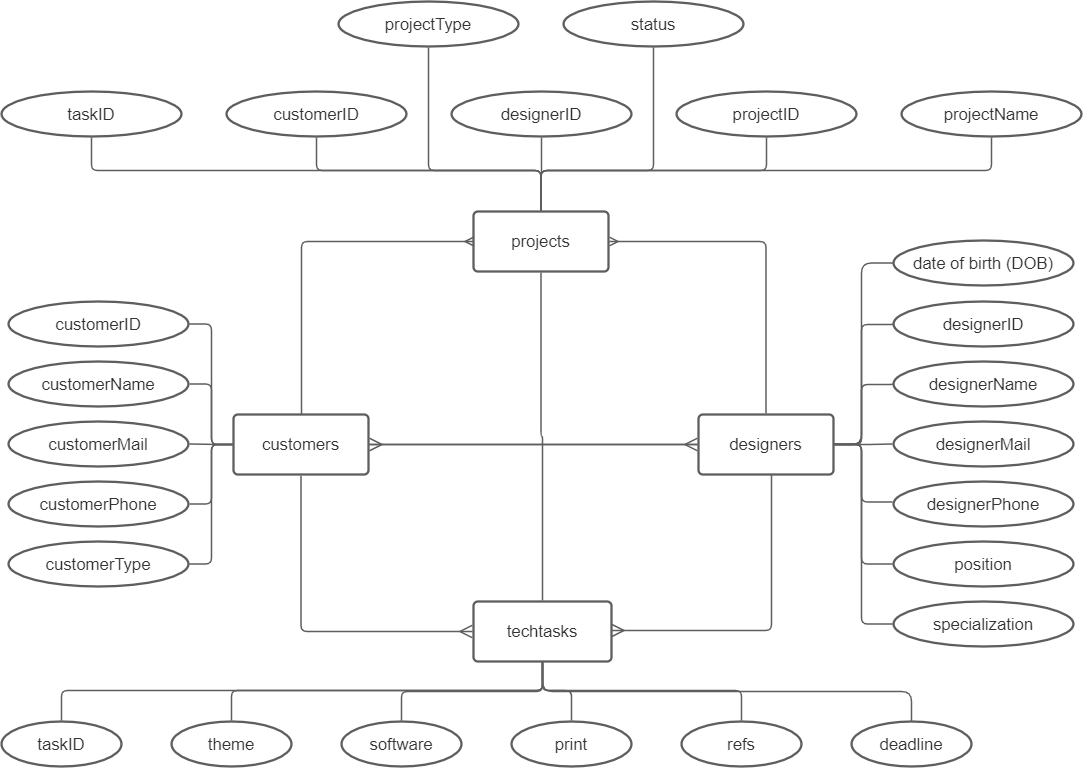 projectType
status
taskID
customerID
designerID
projectID
projectName
projects
date of birth (DOB)
customerID
designerID
customerName
designerName
customerMail
customers
designers
designerMail
customerPhone
designerPhone
customerType
position
techtasks
specialization
taskID
theme
software
print
refs
deadline